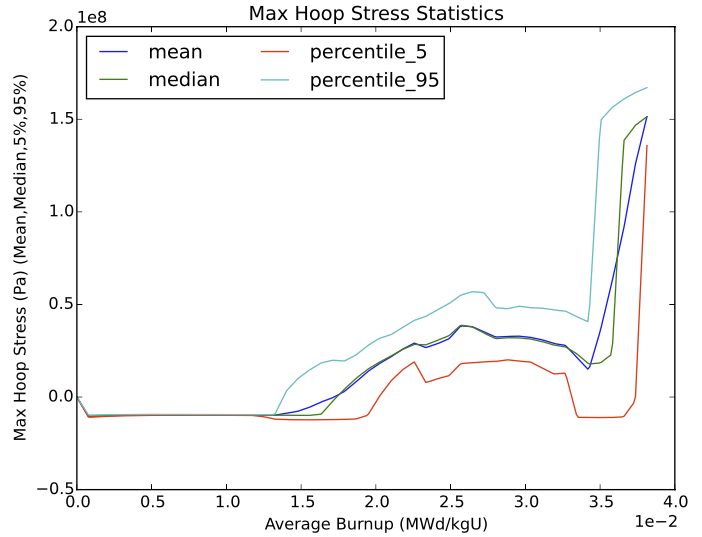 Max Hoop Stress Statistics
1e8
mean
median
percentile_5
percentile_95
2.0
1.5
1.0
0.5
0.0
−0.5
Max Hoop Stress (Pa) (Mean,Median,5%,95%)
0.0 0.5 1.0 1.5 2.0 2.5 3.0 3.5 4.0
1e−2
Average Burnup (MWd/kgU)